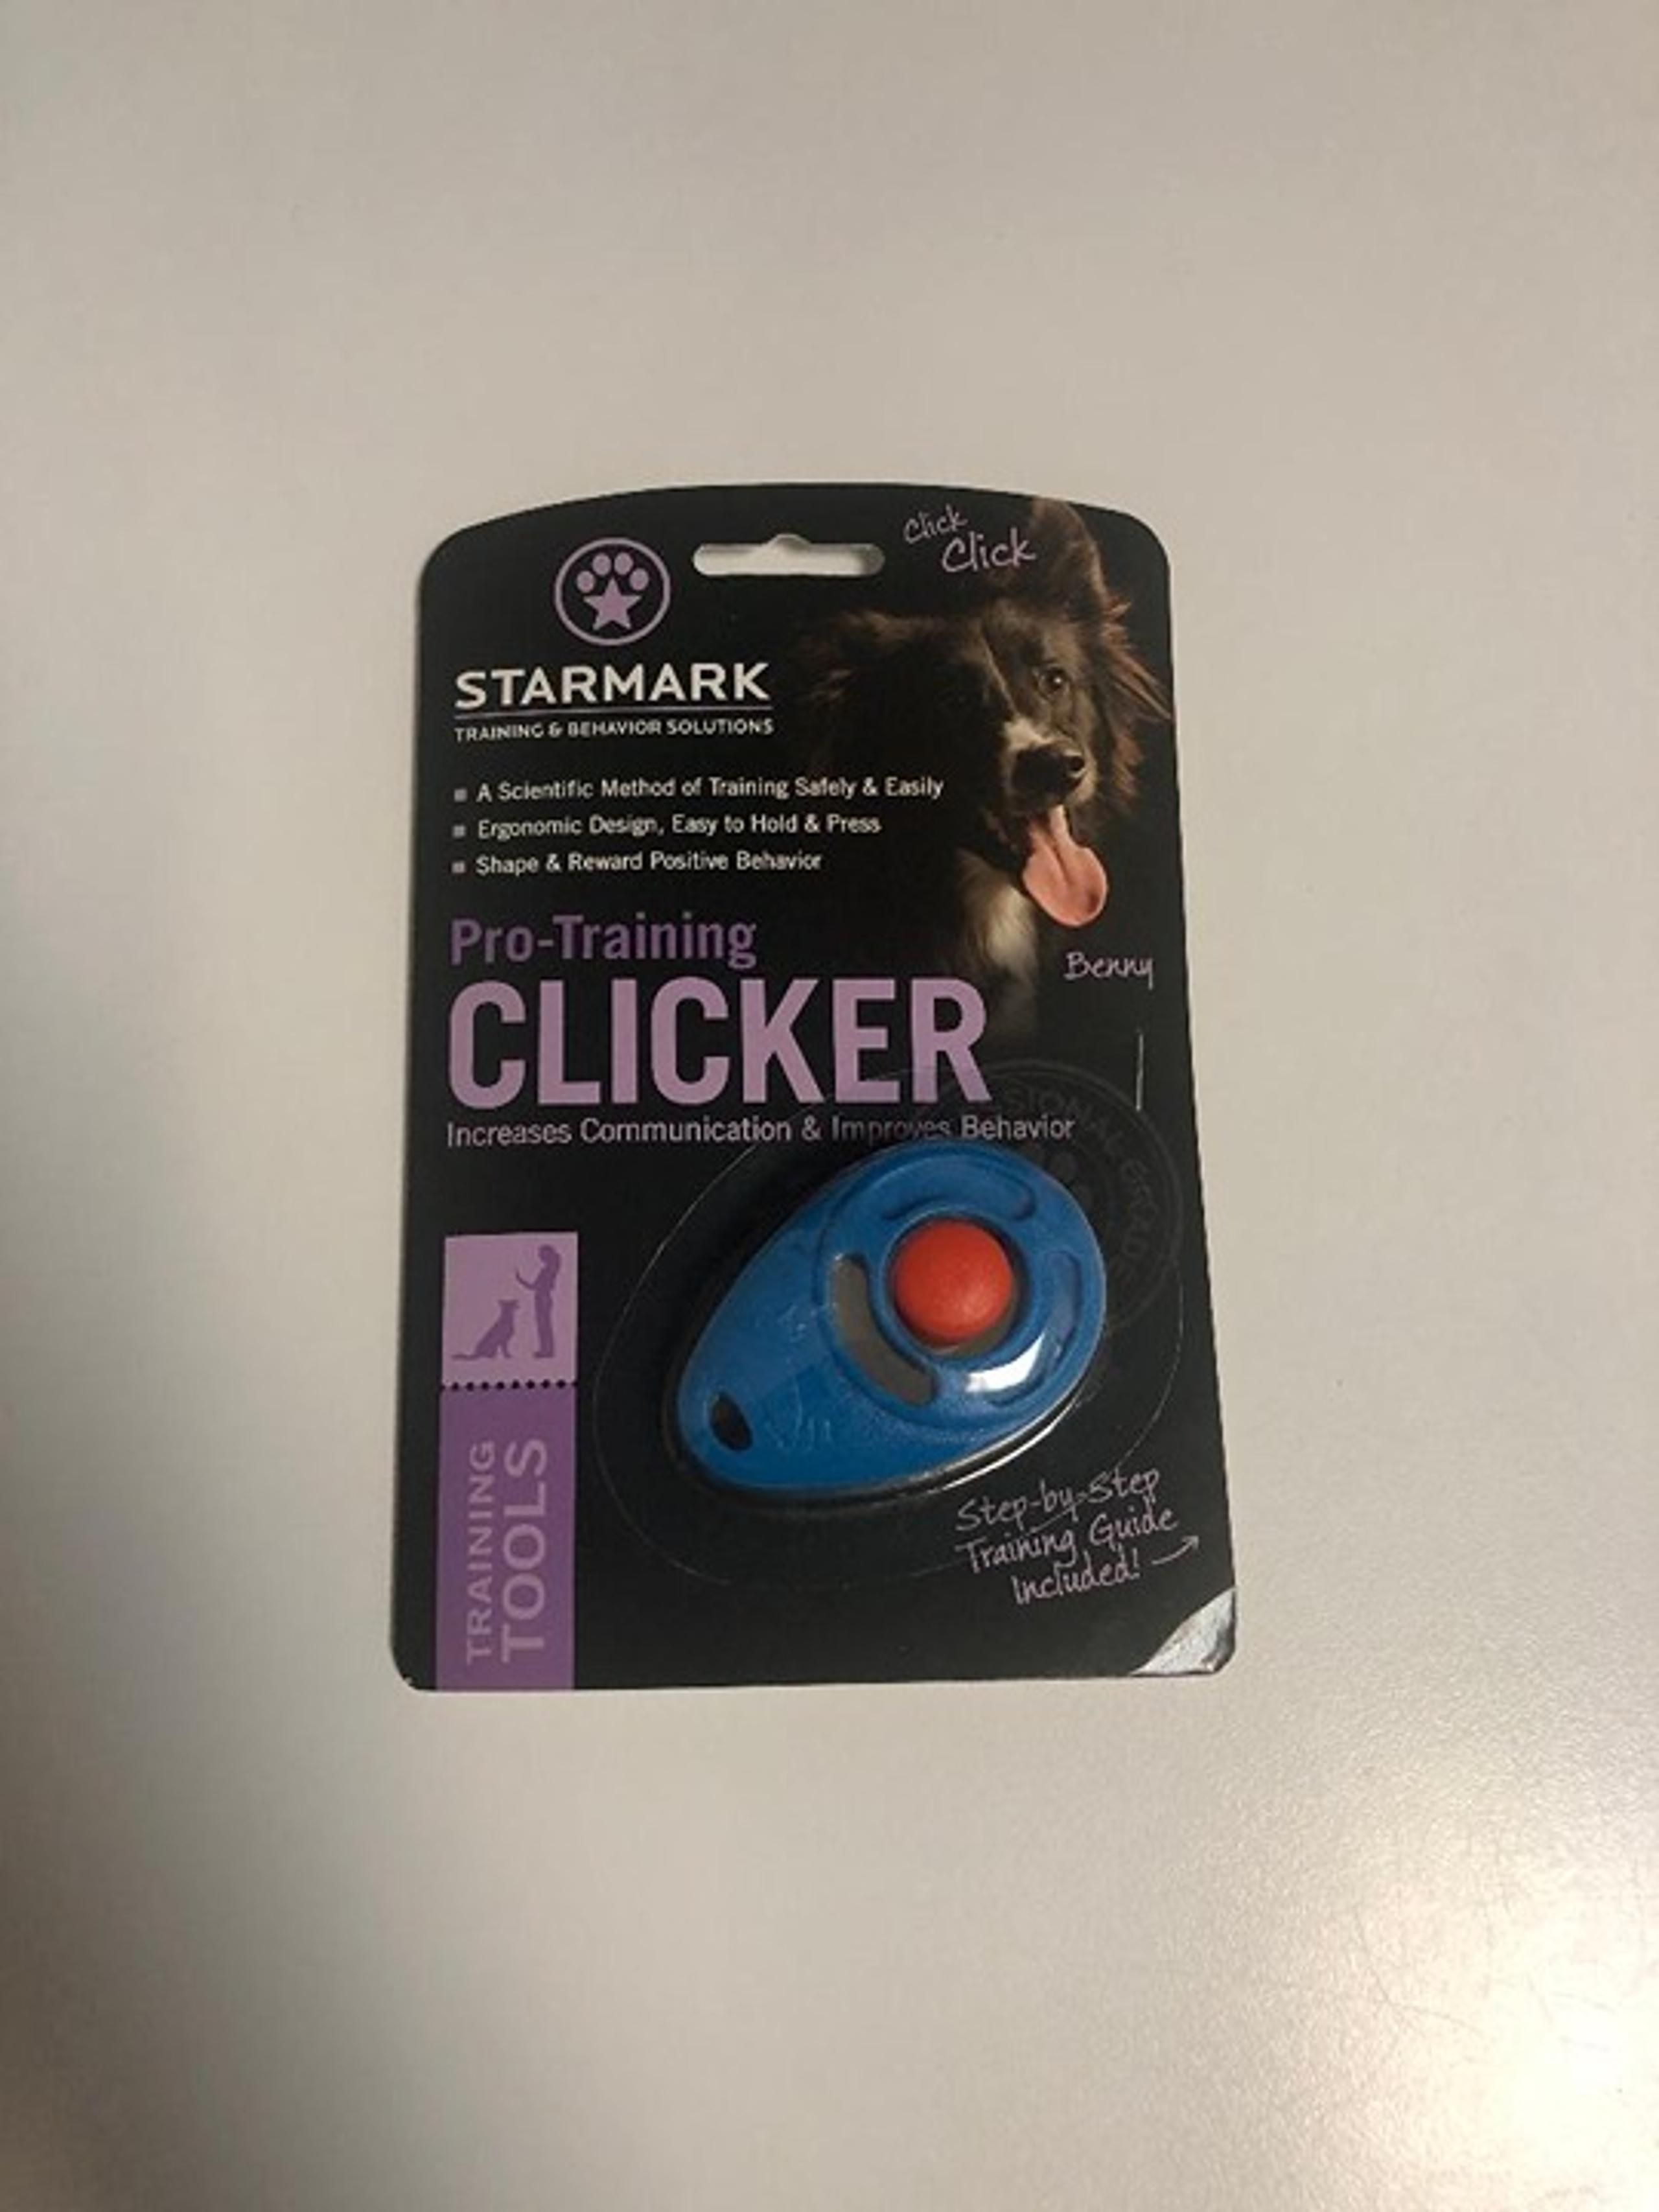 Click
Click
STARMARK
TRAINING & BEHAVIOR SOLUTIONS
A Scientific Method of Training Safely & Easily
Ergonomic Design, Easy to Hold & Press
Shape & Reward Positive Behavior
Benny
Pro-Training
CLICKER
Increases Communication & Improves Behavior
TRAINING
TOOLS
Step-by-Step
Training Guide
Included!